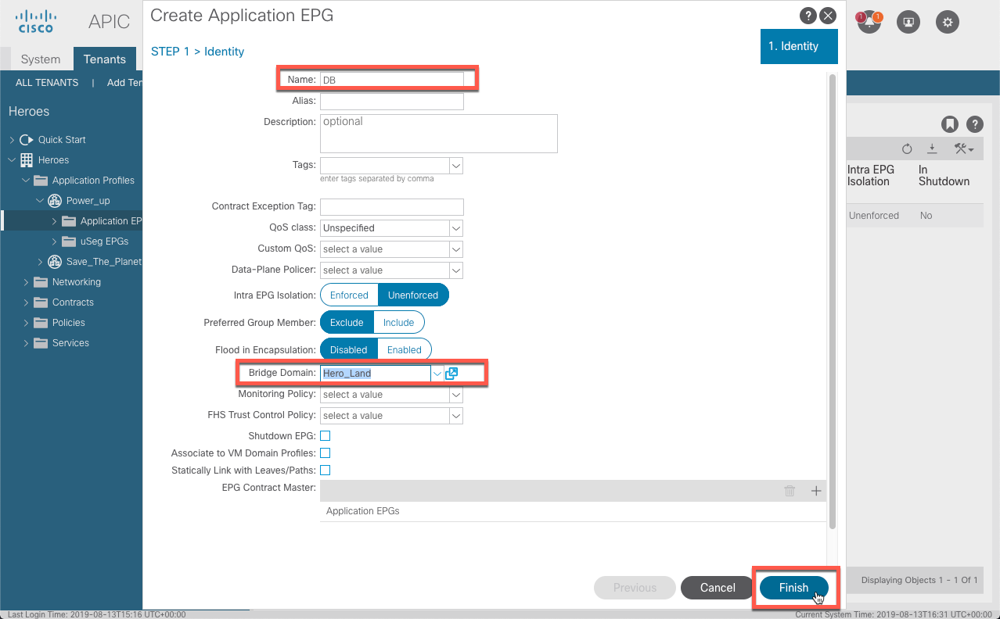 CISCO
APIC
System
Tenants
ALL TENANTS | Add Ten
Heroes
Quick Start
Heroes
Application Profiles
Power_up
Application EP
uSeg EPGs
Save_The_Planet
Networking
Contracts
Policies
Services
Create Application EPG
STEP 1 > Identity
1. Identity
Name: DB
Alias:
Description: optional
Tags:
enter tags separated by comma
Contract Exception Tag:
QoS class: Unspecified
Custom QoS: select a value
Data-Plane Policer: select a value
Intra EPG Isolation: Enforced Unenforced
Preferred Group Member: Exclude Include
Flood in Encapsulation: Disabled Enabled
Bridge Domain: Hero_Land
Monitoring Policy: select a value
FHS Trust Control Policy: select a value
Shutdown EPG:
Associate to VM Domain Profiles:
Statically Link with Leaves/Paths:
EPG Contract Master:
Application EPGs
Previous Cancel Finish
1 1
Intra EPG
Isolation
In
Shutdown
Unenforced No
Displaying Objects 1 - 1 Of 1
Last Login Time: 2019-08-13T15:16 UTC+00:00
Current System Time: 2019-08-13T16:31 UTC+00:00